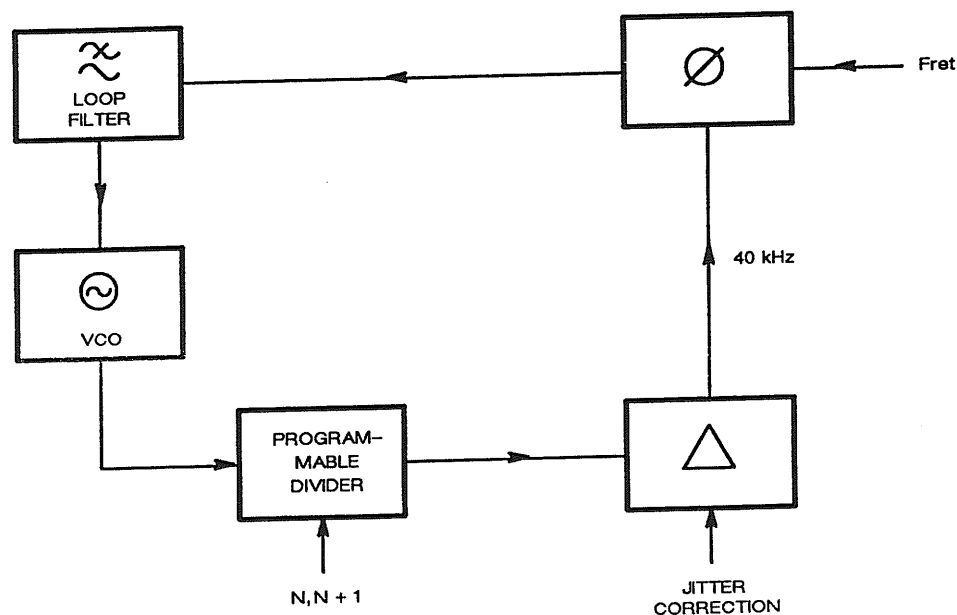 LOOP
FILTER
Fret
40 kHz
VCO
PROGRAM–
MABLE
DIVIDER
N, N + 1
JITTER
CORRECTION